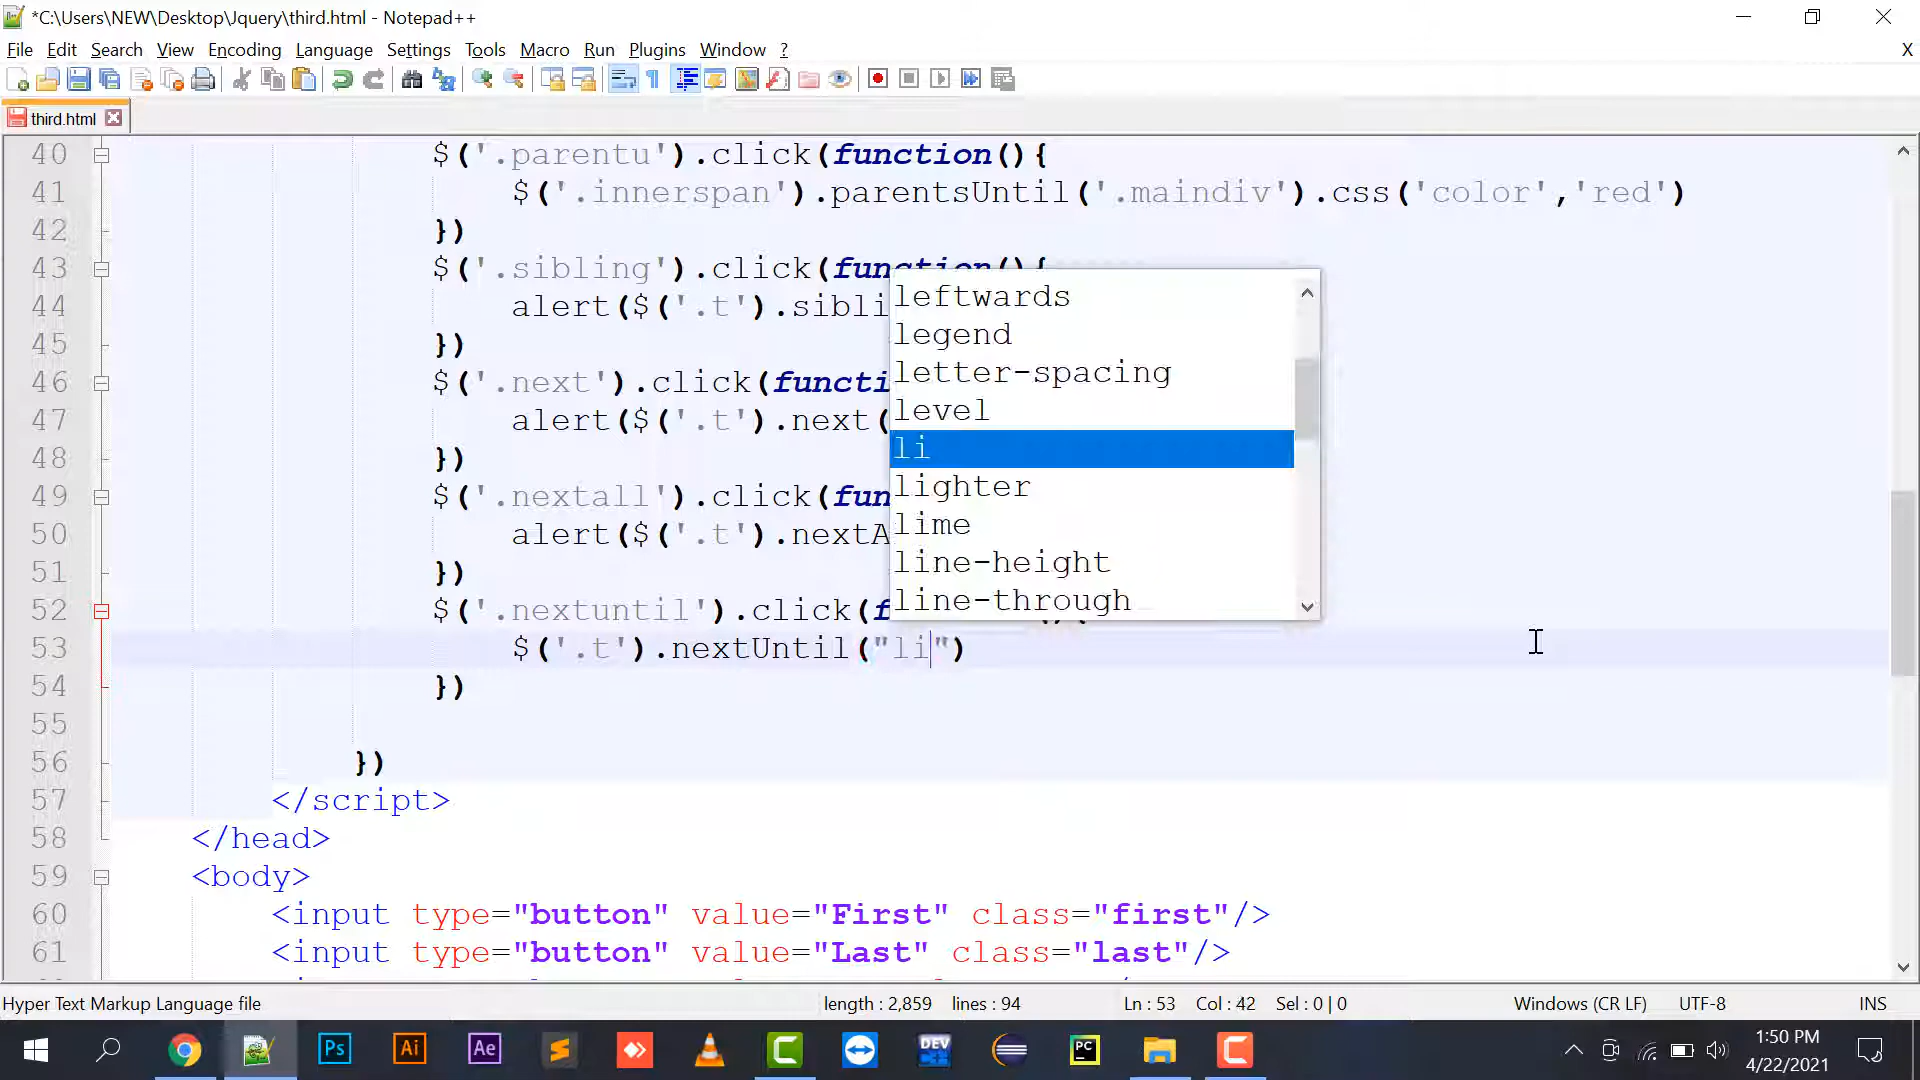 *C:\Users\NEW\Desktop\Jquery\third.html - Notepad++
File Edit Search View Encoding Language Settings Tools Macro Run Plugins Window ? X
third.html
40 $('.parentu').click(function(){
41 $('.innerspan').parentsUntil('.maindiv').css('color','red')
42 })
43 $('.sibling').click(function(){
44 alert($('.t').sibli
45 })
46 $('.next').click(functi
47 alert($('.t').next(
48 })
49 $('.nextall').click(fun
50 alert($('.t').nextA
51 })
52 $('.nextuntil').click(f (){
53 $('.t').nextUntil("li")
54 })
55
56 })
57 </script>
58 </head>
59 <body>
60 <input type="button" value="First" class="first"/>
61 <input type="button" value="Last" class="last"/>
leftwards
legend
letter-spacing
level
li
lighter
lime
line-height
line-through
Hyper Text Markup Language file length : 2,859 lines : 94 Ln : 53 Col : 42 Sel : 0 | 0 Windows (CR LF) UTF-8 INS
Ps Ai Ae DEV PC
1:50 PM
4/22/2021